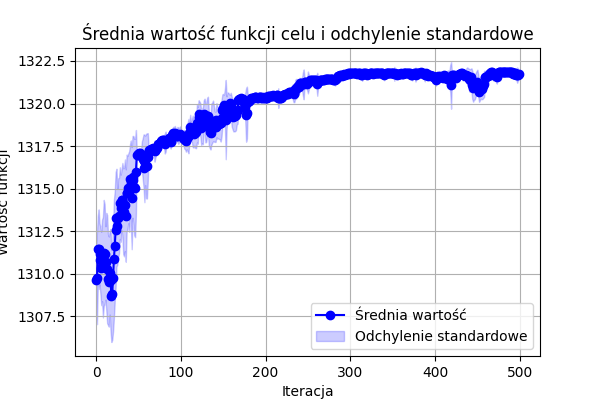 Średnia wartość funkcji celu i odchylenie standardowe
1322.5
1320.0
1317.5
1315.0
1312.5
1310.0
1307.5
Wartość funkcji
0 100 200 300 400 500
Iteracja
Średnia wartość
Odchylenie standardowe